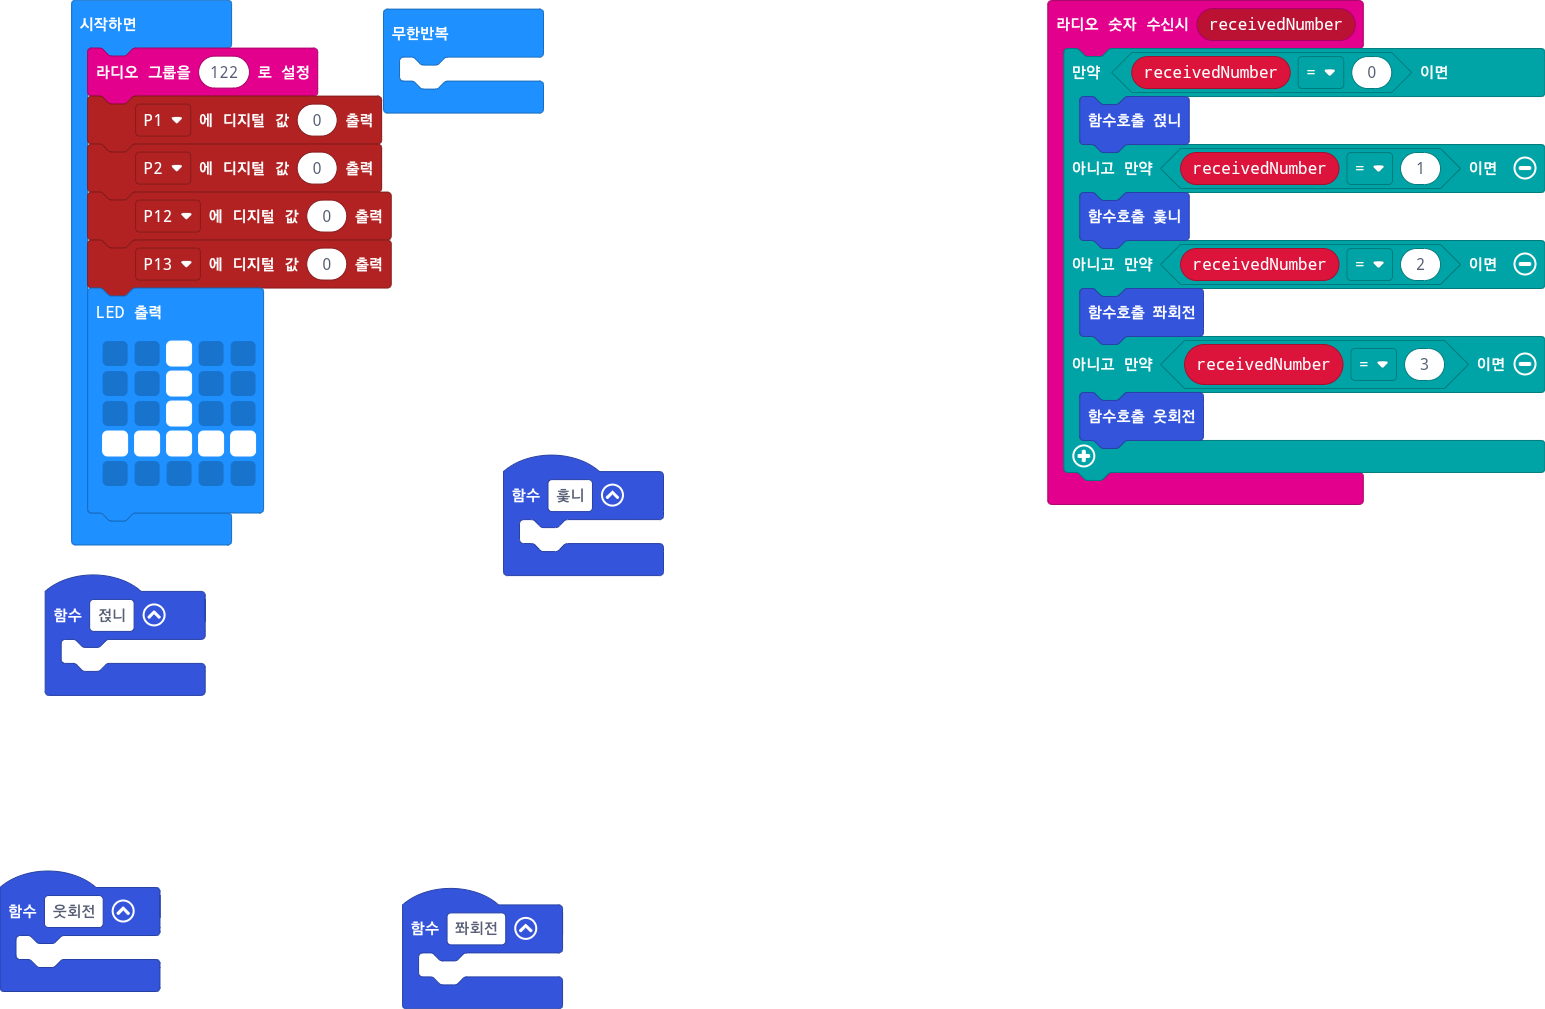 시작하면
라디오 그룹을 122 로 설정
P1 에 디지털 값 0 출력
P2 에 디지털 값 0 출력
P12 에 디지털 값 0 출력
P13 에 디지털 값 0 출력
LED 출력
무한반복
라디오 숫자 수신시 receivedNumber
만약 receivedNumber = 0 이면
함수호출 젅니
아니고 만약 receivedNumber = 1 이면
함수호출 훛니
아니고 만약 receivedNumber = 2 이면
함수호출 쫘회전
아니고 만약 receivedNumber = 3 이면
함수호출 웃회전
함수 훛니
함수 젅니
함수 웃회전
함수 쫘회전